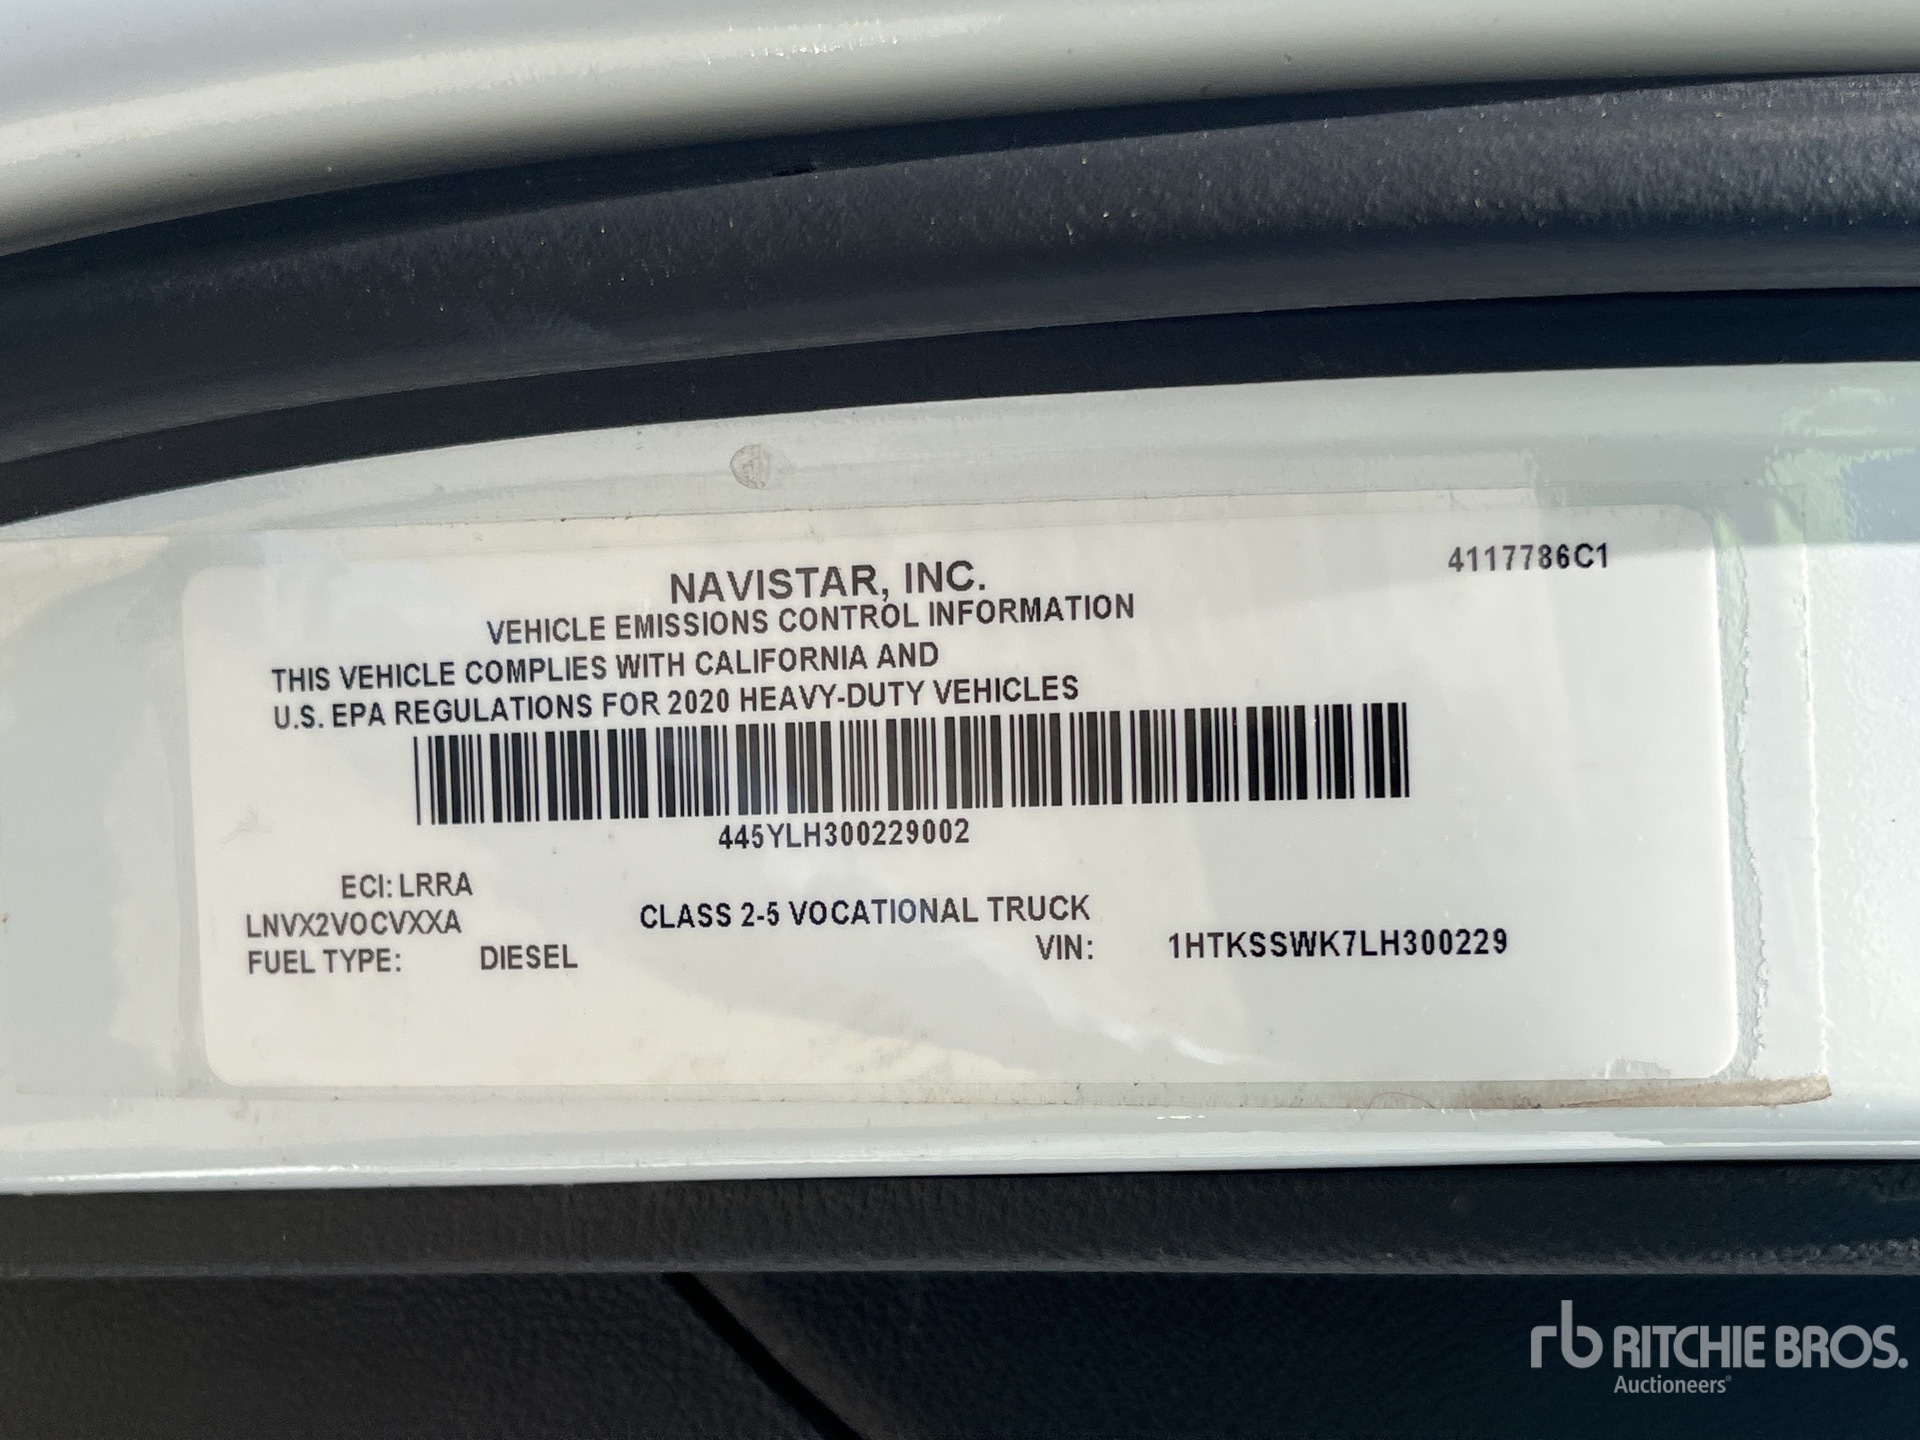 4117786C1
NAVISTAR, INC.
VEHICLE EMISSIONS CONTROL INFORMATION
THIS VEHICLE COMPLIES WITH CALIFORNIA AND
U.S. EPA REGULATIONS FOR 2020 HEAVY-DUTY VEHICLES
445YLH300229002
ECI: LRRA
LNVX2VOCVXXA CLASS 2-5 VOCATIONAL TRUCK
FUEL TYPE: DIESEL VIN: 1HTKSSWK7LH300229
rb RITCHIE BROS.
Auctioneers®